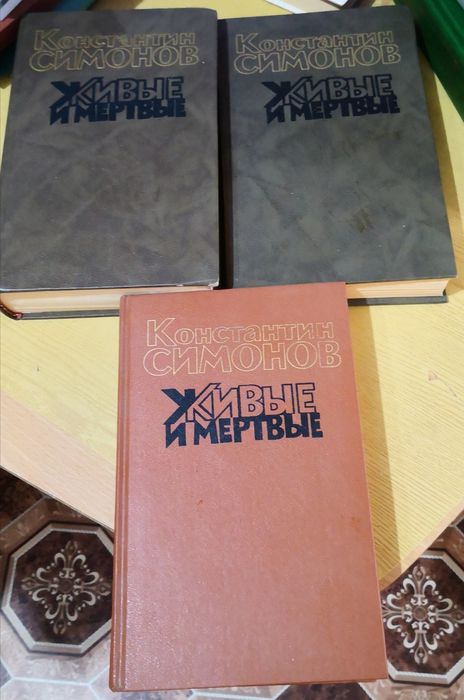 Константин
СИМОНОВ
ЖИВЫЕ
И МЕРТВЫЕ
Константин
СИМОНОВ
ЖИВЫЕ
И МЕРТВЫЕ
Константин
СИМОНОВ
ЖИВЫЕ
И МЕРТВЫЕ